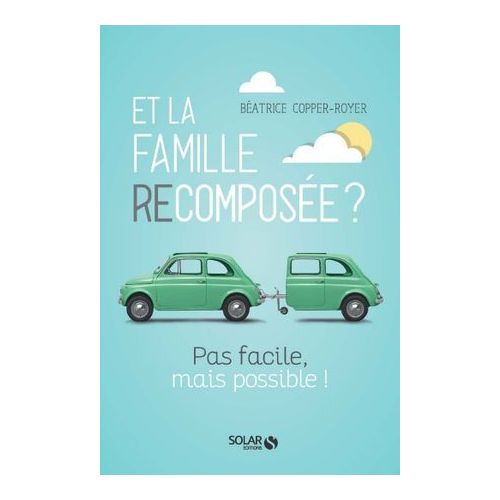 ET LA
BÉATRICE COPPER-ROYER
FAMILLE
RECOMPOSÉE ?
Pas facile,
mais possible !
SOLAR
ÉDITIONS